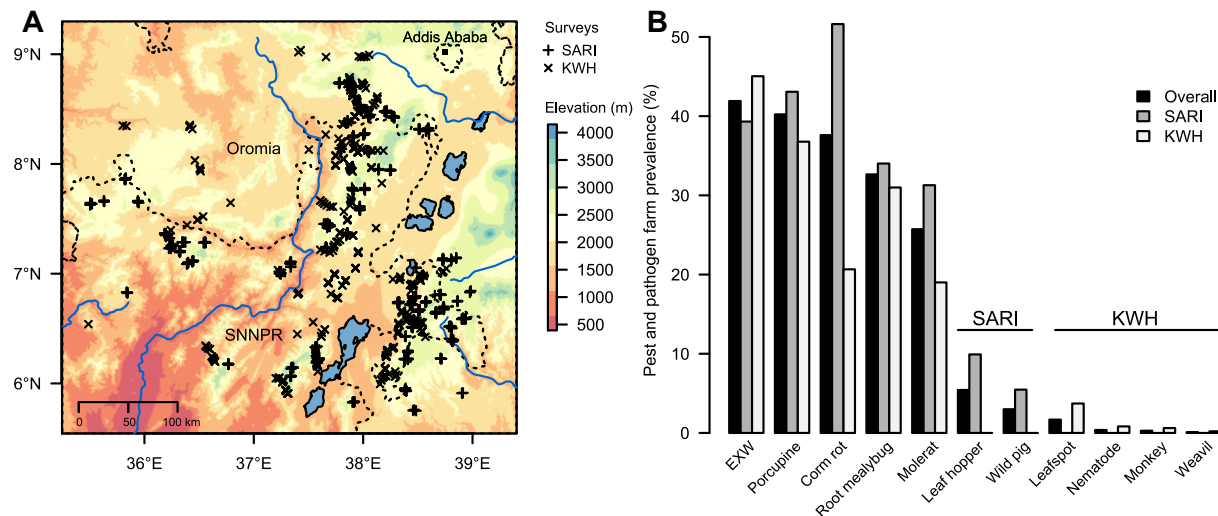 A
9°N
8°N
7°N
6°N
36°E
37°E
38°E
39°E
Addis Ababa
Oromia
SNNPR
0
50
100 km
Surveys
SARI
KWH
Elevation (m)
4000
3500
3000
2500
2000
1500
1000
500
B
Pest and pathogen farm prevalence (%)
50
40
30
20
10
0
Overall
SARI
KWH
SARI
KWH
EXW
Porcupine
Corm rot
Root mealybug
Molerat
Leaf hopper
Wild pig
Leafspot
Nematode
Monkey
Weavil